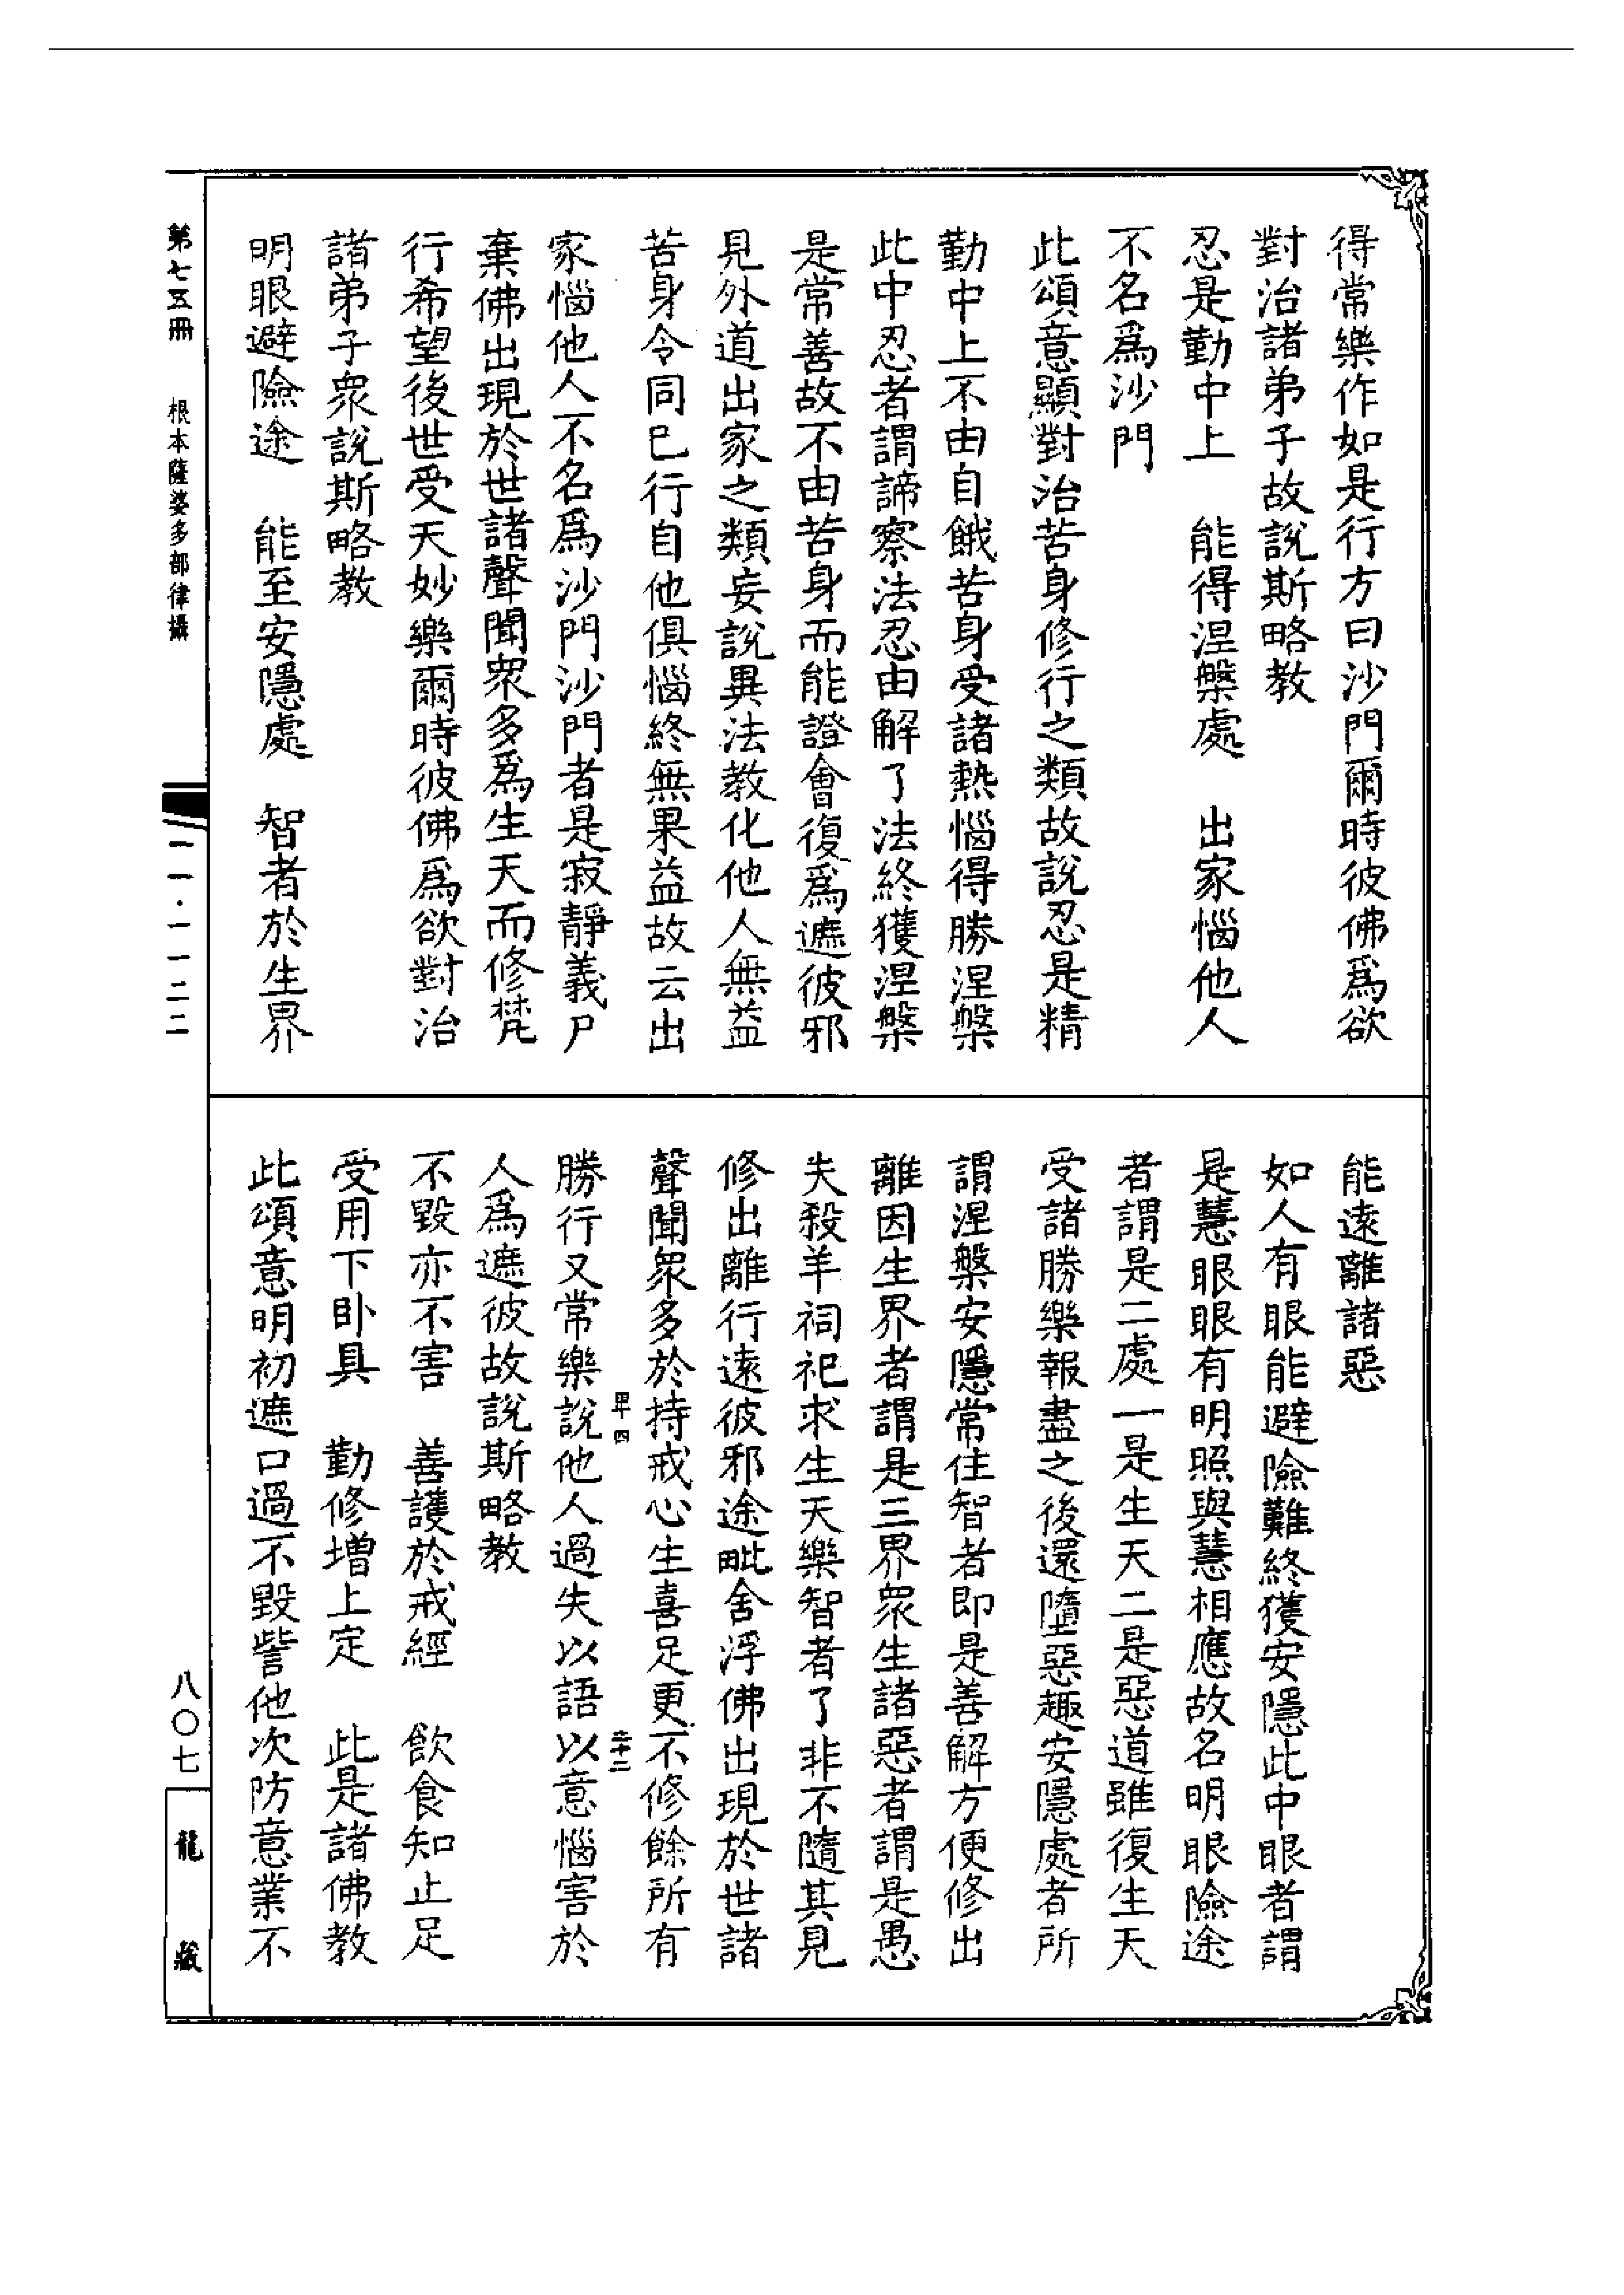 得常樂作如是行方曰沙門爾時彼佛爲欲
對治諸弟子故說斯略教
忍是勤中上　能得涅槃處　出家惱他人
不名爲沙門
此頌意顯對治苦身修行之類故說忍是精
勤中上不由自餓苦身受諸熱惱得勝涅槃
此中忍者謂諦察法忍由解了法終獲涅槃
是常善故不由苦身而能證會復爲遮彼邪
見外道出家之類妄說異法教化他人無益
苦身令同己行自他俱惱終無果益故云出
家惱他人不名爲沙門沙門者是寂靜義尸
棄佛出現於世諸聲聞衆多爲生天而修梵
行希望後世受天妙樂爾時彼佛爲欲對治
諸弟子衆說斯略教
明眼避險途　能至安隱處　智者於生界
能遠離諸惡
如人有眼能避險難終獲安隱此中眼者謂
是慧眼眼有明照與慧相應故名明眼險途
者謂是二處一是生天二是惡道雖復生天
受諸勝樂報盡之後還墮惡趣安隱處者所
謂涅槃安隱常住智者即是善解方便修出
離因生界者謂是三界衆生諸惡者謂是愚
夫殺羊祠祀求生天樂智者了非不隨其見
修出離行遠彼邪途毗舍浮佛出現於世諸
聲聞衆多於持戒心生喜足更不修餘所有
勝行又常樂說他人過失以語以意惱害於
人爲遮彼故說斯略教
不毀亦不害　善護於戒經　飲食知止足
受用下臥具　勤修增上定　此是諸佛教
此頌意明初遮口過不毀訾他次防意業不
第七五冊　根本薩婆多部律攝
二一·一一二二
八〇七
龍藏